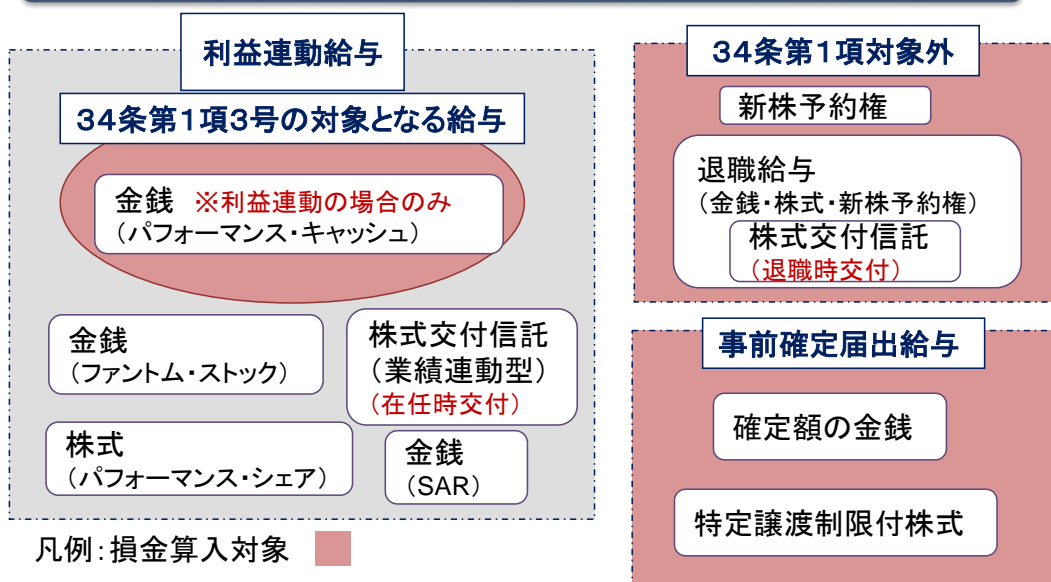 利益連動給与
34条第1項3号の対象となる給与
金銭 ※利益連動の場合のみ
(パフォーマンス・キャッシュ)
金銭
(ファントム・ストック)
株式交付信託
(業績連動型)
(在任時交付)
株式
(パフォーマンス・シェア)
金銭
(SAR)
凡例:損金算入対象
34条第1項対象外
新株予約権
退職給与
(金銭・株式・新株予約権)
株式交付信託
(退職時交付)
事前確定届出給与
確定額の金銭
特定譲渡制限付株式